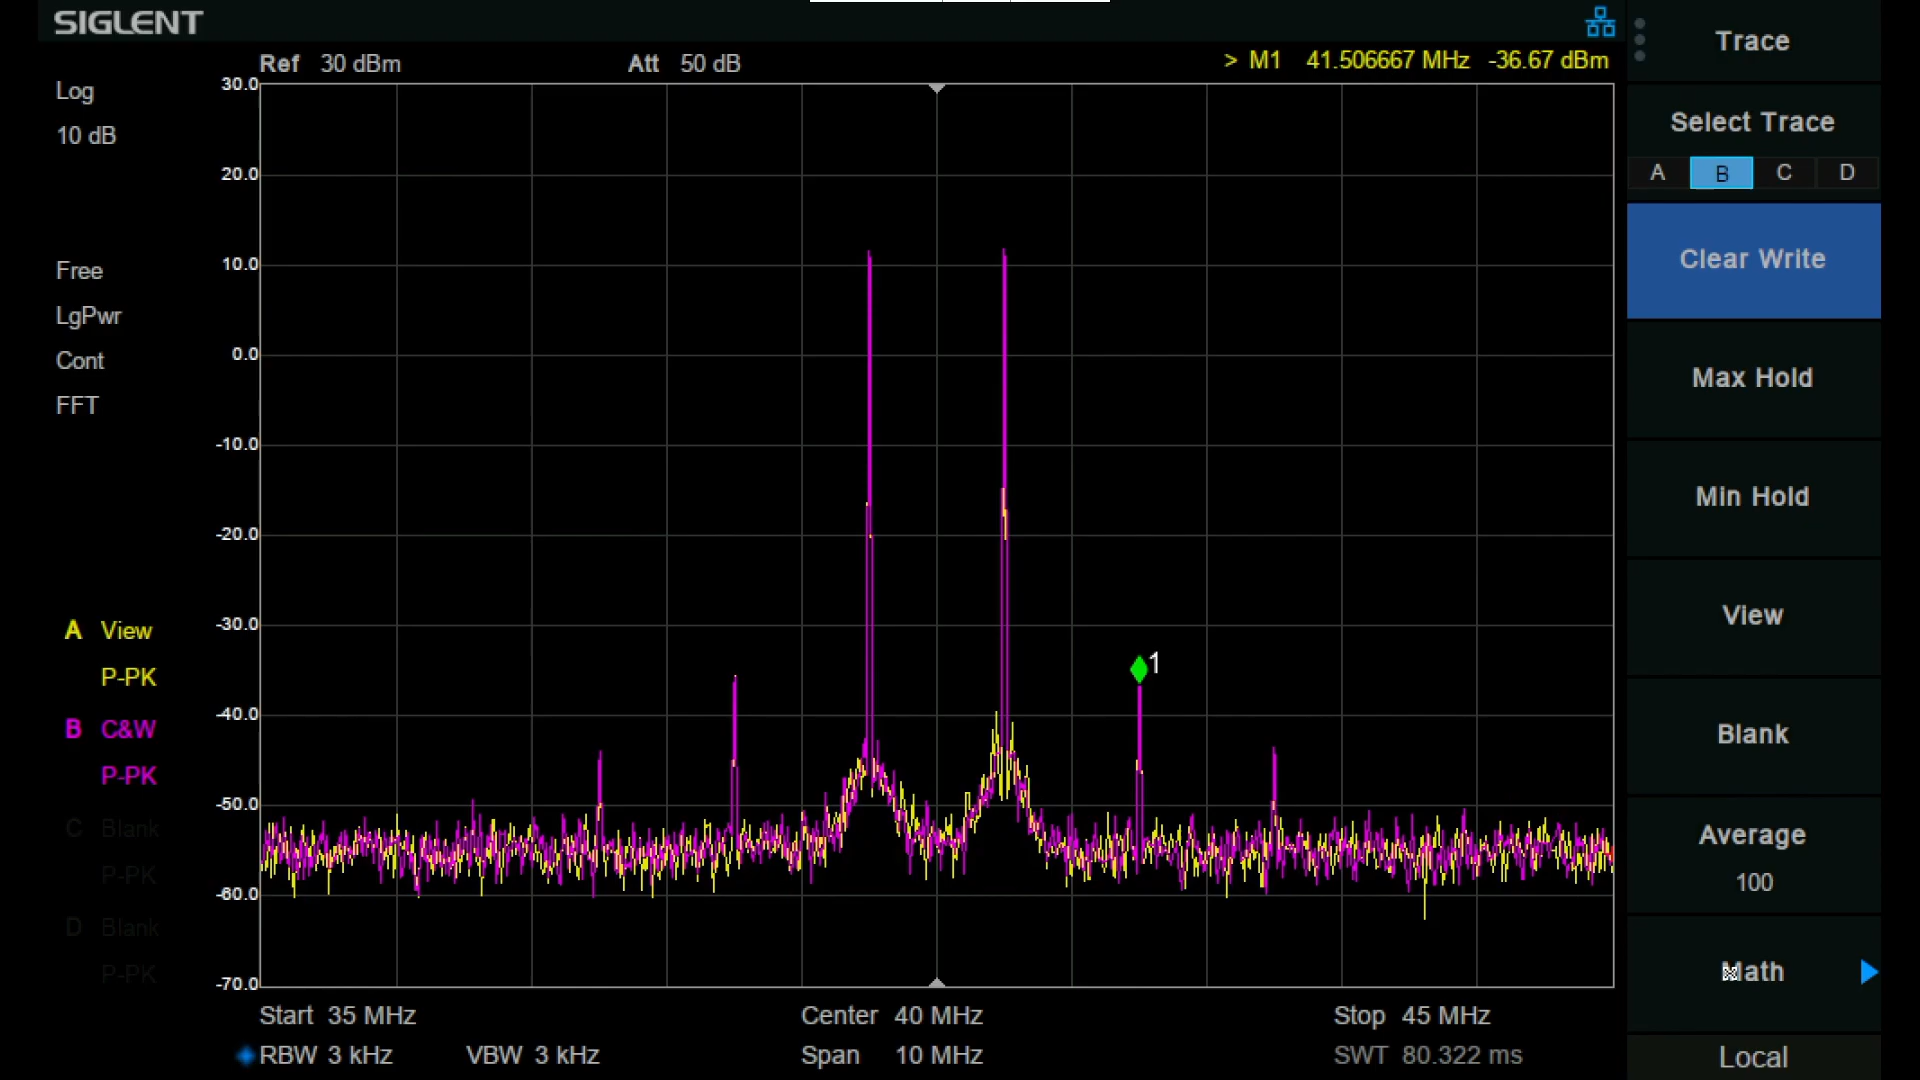 SIGLENT
Ref 30 dBm Att 50 dB > M1 41.506667 MHz -36.67 dBm
Log
10 dB
Free
LgPwr
Cont
FFT
A View
P-PK
B C&W
P-PK
C Blank
P-PK
D Blank
P-PK
30.0
20.0
10.0
0.0
-10.0
-20.0
-30.0
-40.0
-50.0
-60.0
-70.0
1
Start 35 MHz Center 40 MHz Stop 45 MHz
RBW 3 kHz VBW 3 kHz Span 10 MHz SWT 80.322 ms
Trace
Select Trace
A B C D
Clear Write
Max Hold
Min Hold
View
Blank
Average
100
Math
Local